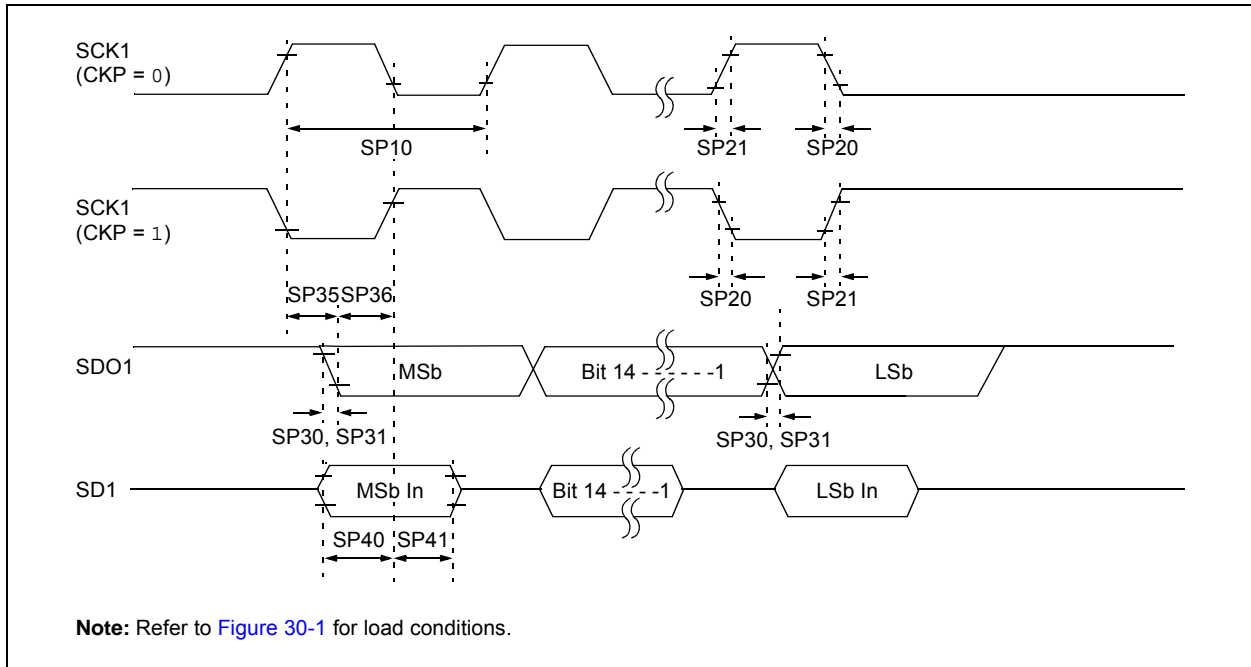 SCK1
(CKP = 0)
SP10
SP21 SP20
SCK1
(CKP = 1)
SP20 SP21
SP35 SP36
SDO1 MSb Bit 14 - - - - - -1 LSb
SP30, SP31 SP30, SP31
SD1 MSb In Bit 14 - - - - -1 LSb In
SP40 SP41
Note: Refer to Figure 30-1 for load conditions.